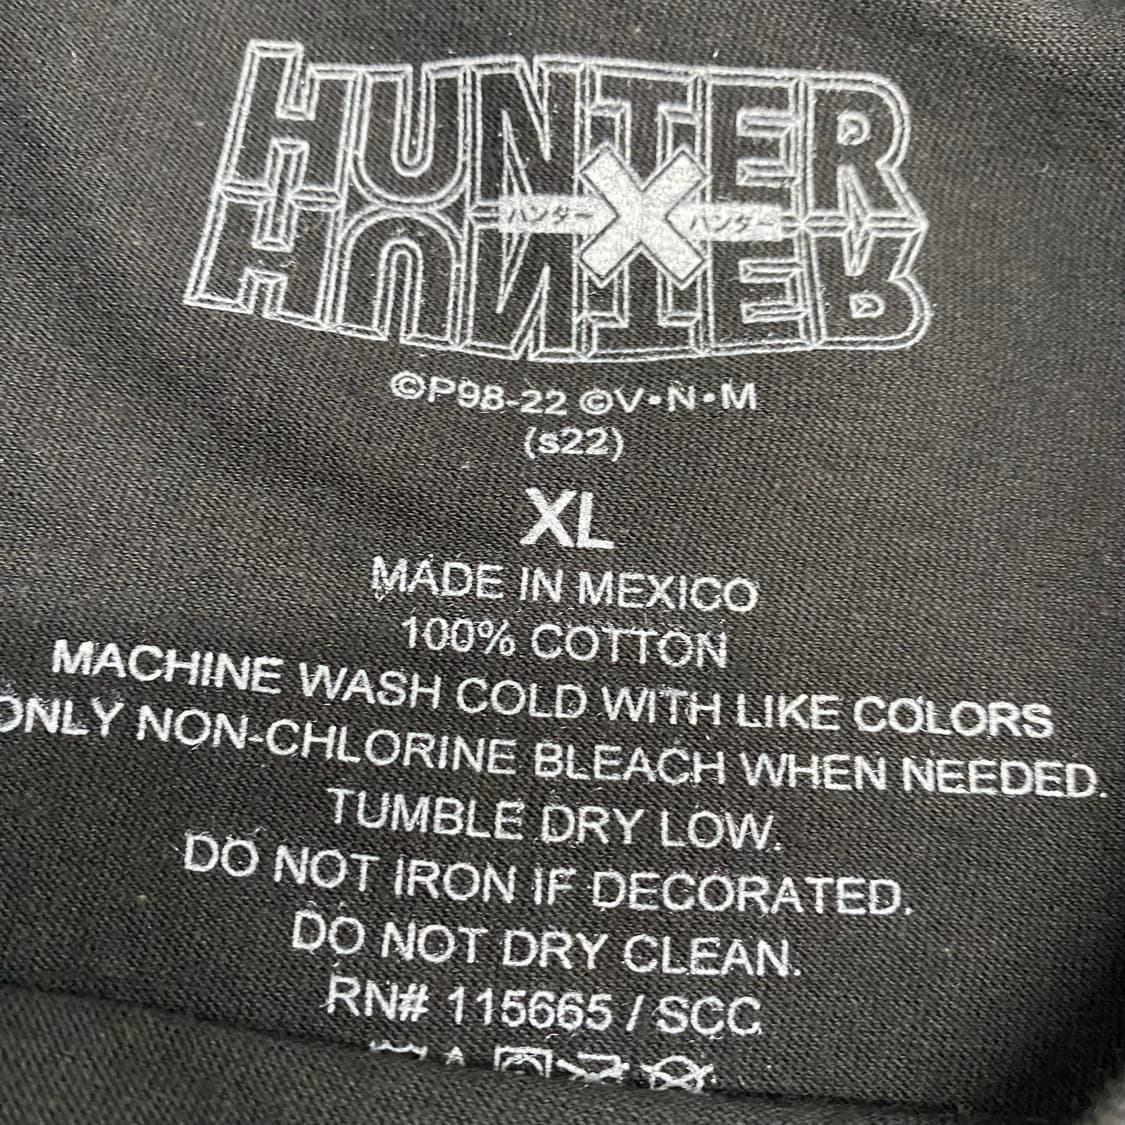 HUNTER
ハンター × ハンター
HUNTER
©P98-22 ©V•N•M
(s22)
XL
MADE IN MEXICO
100% COTTON
MACHINE WASH COLD WITH LIKE COLORS
ONLY NON-CHLORINE BLEACH WHEN NEEDED.
TUMBLE DRY LOW.
DO NOT IRON IF DECORATED.
DO NOT DRY CLEAN.
RN# 115665 / SCC